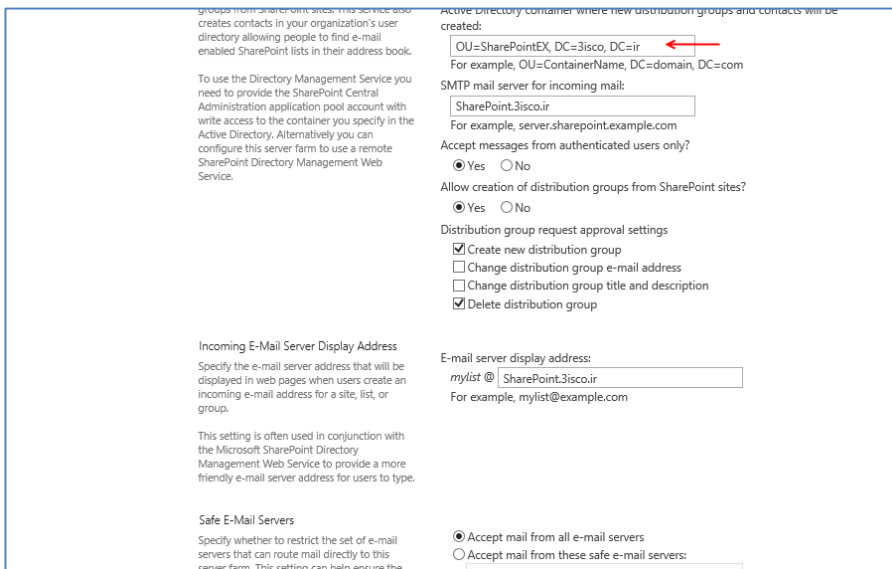 groups from SharePoint sites. This service also
creates contacts in your organization's user
directory allowing people to find e-mail
enabled SharePoint lists in their address book.
To use the Directory Management Service you
need to provide the SharePoint Central
Administration application pool account with
write access to the container you specify in the
Active Directory. Alternatively you can
configure this server farm to use a remote
SharePoint Directory Management Web
Service.
Active Directory container where new distribution groups and contacts will be
created:
OU=SharePointEX, DC=3isco, DC=ir
For example, OU=ContainerName, DC=domain, DC=com
SMTP mail server for incoming mail:
SharePoint.3isco.ir
For example, server.sharepoint.example.com
Accept messages from authenticated users only?
Yes No
Allow creation of distribution groups from SharePoint sites?
Yes No
Distribution group request approval settings
Create new distribution group
Change distribution group e-mail address
Change distribution group title and description
Delete distribution group
Incoming E-Mail Server Display Address
Specify the e-mail server address that will be
displayed in web pages when users create an
incoming e-mail address for a site, list, or
group.
This setting is often used in conjunction with
the Microsoft SharePoint Directory
Management Web Service to provide a more
friendly e-mail server address for users to type.
E-mail server display address:
mylist @ SharePoint.3isco.ir
For example, mylist@example.com
Safe E-Mail Servers
Specify whether to restrict the set of e-mail
servers that can route mail directly to this
server farm. This setting can help ensure the
Accept mail from all e-mail servers
Accept mail from these safe e-mail servers: